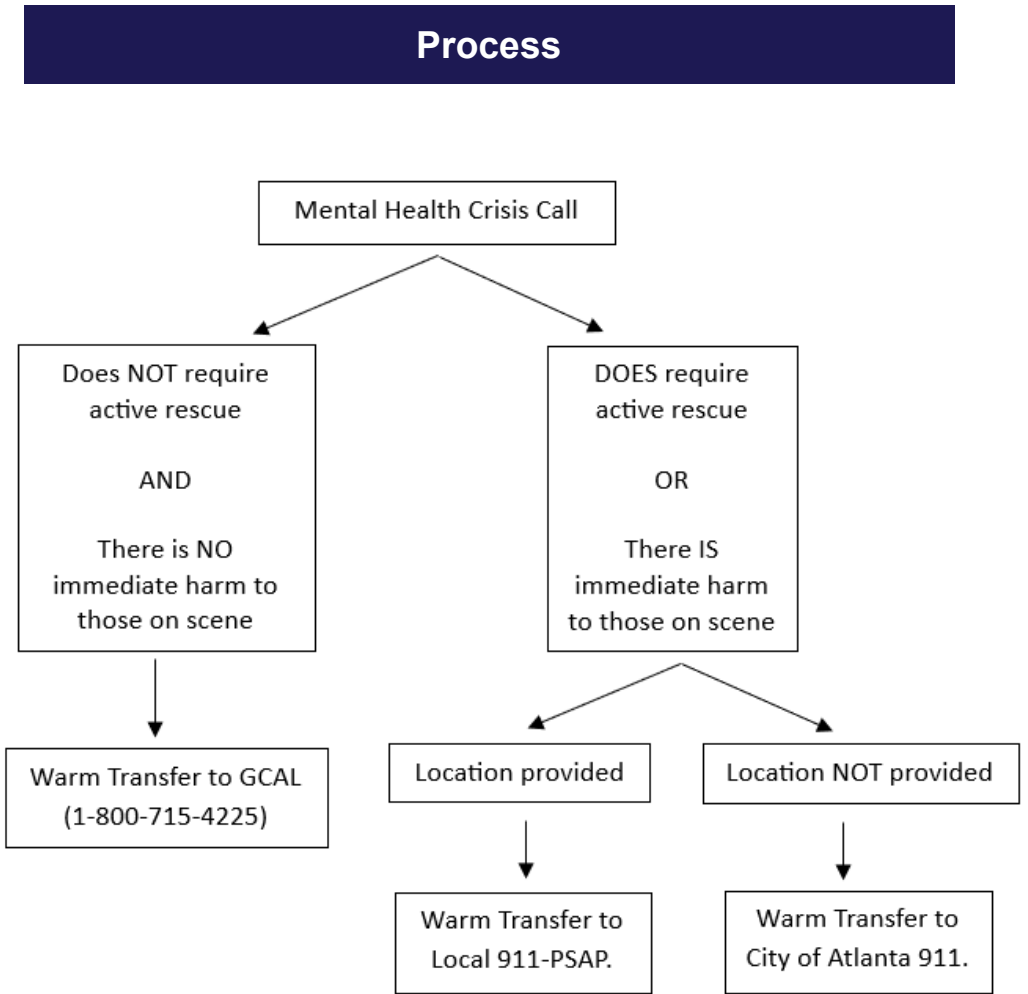 Process
Mental Health Crisis Call
Does NOT require
active rescue
AND
There is NO
immediate harm to
those on scene
DOES require
active rescue
OR
There IS
immediate harm
to those on scene
Warm Transfer to GCAL
(1-800-715-4225)
Location provided
Location NOT provided
Warm Transfer to
Local 911-PSAP.
Warm Transfer to
City of Atlanta 911.